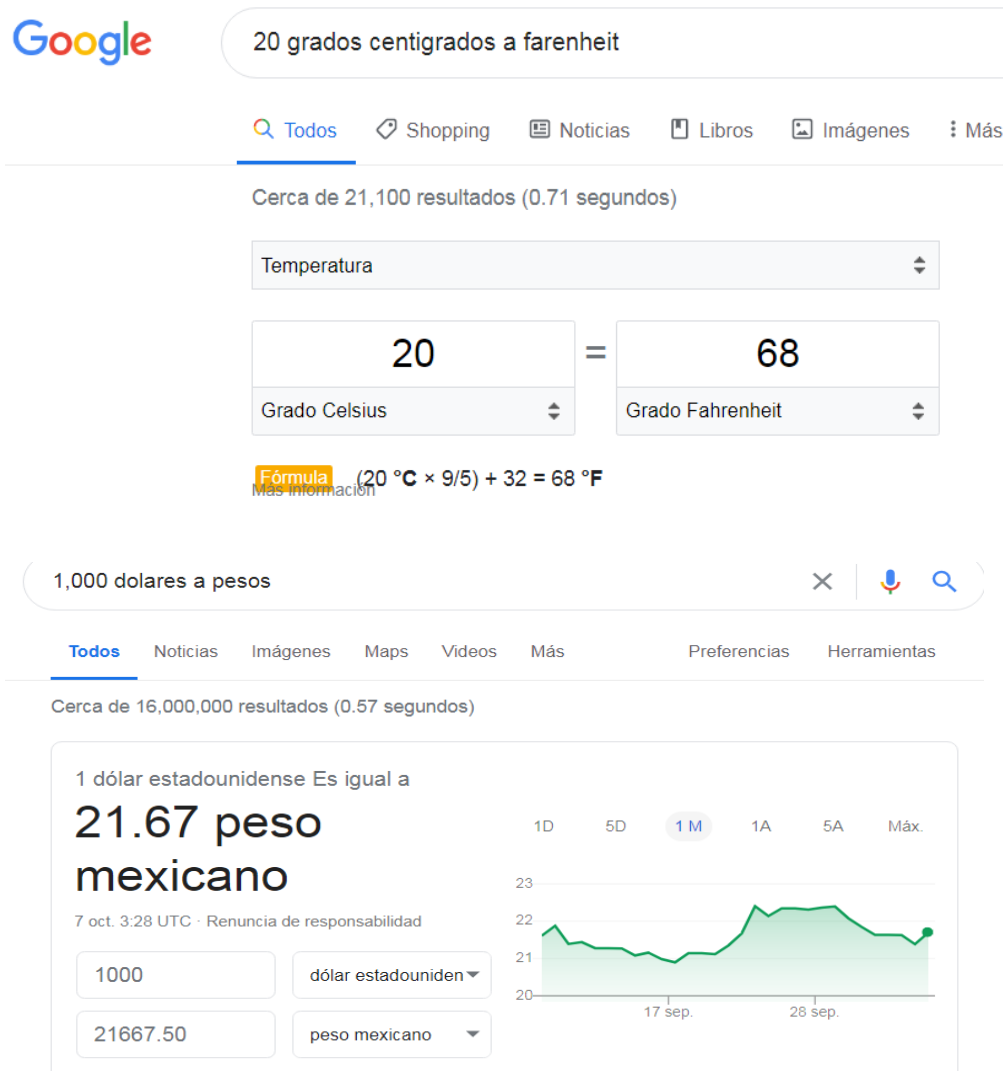 Google
20 grados centigrados a farenheit
Todos Shopping Noticias Libros Imágenes Más
Cerca de 21,100 resultados (0.71 segundos)
Temperatura
20 = 68
Grado Celsius Grado Fahrenheit
Fórmula (20 °C × 9/5) + 32 = 68 °F
Más información
1,000 dolares a pesos
Todos Noticias Imágenes Maps Videos Más Preferencias Herramientas
Cerca de 16,000,000 resultados (0.57 segundos)
1 dólar estadounidense Es igual a
21.67 peso
mexicano
7 oct. 3:28 UTC · Renuncia de responsabilidad
1000 dólar estadouniden
21667.50 peso mexicano
1D 5D 1 M 1A 5A Máx.
23
22
21
20
17 sep. 28 sep.